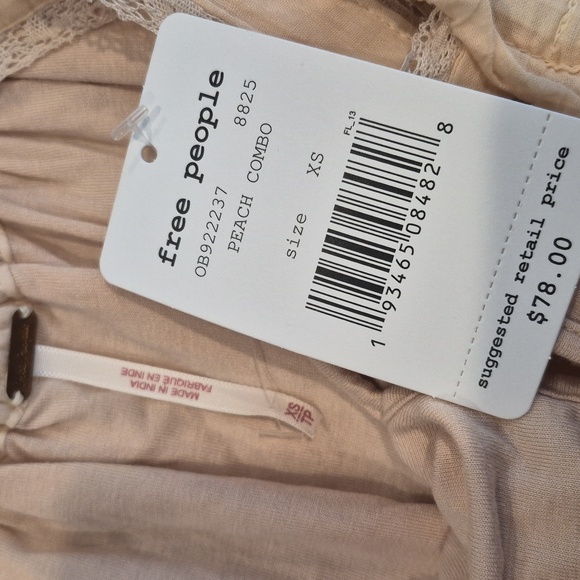 free people
OB922237 8825
PEACH COMBO
size XS
FL_13
1 93465 08482 8
suggested retail price
$78.00
MADE IN INDIA
FABRIQUE EN INDE
XS
TP